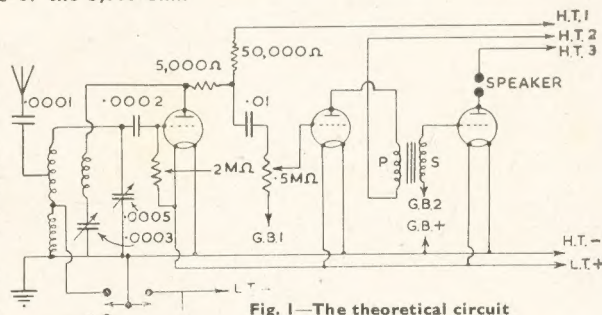 H.T.1
H.T.2
H.T.3
50,000Ω
5,000Ω
SPEAKER
.0001
.0002
.01
2MΩ
.5MΩ
P
S
.0005
.0003
G.B.1
G.B.2
G.B.+
H.T.-
L.T.+
L.T.-
Fig. 1—The theoretical circuit